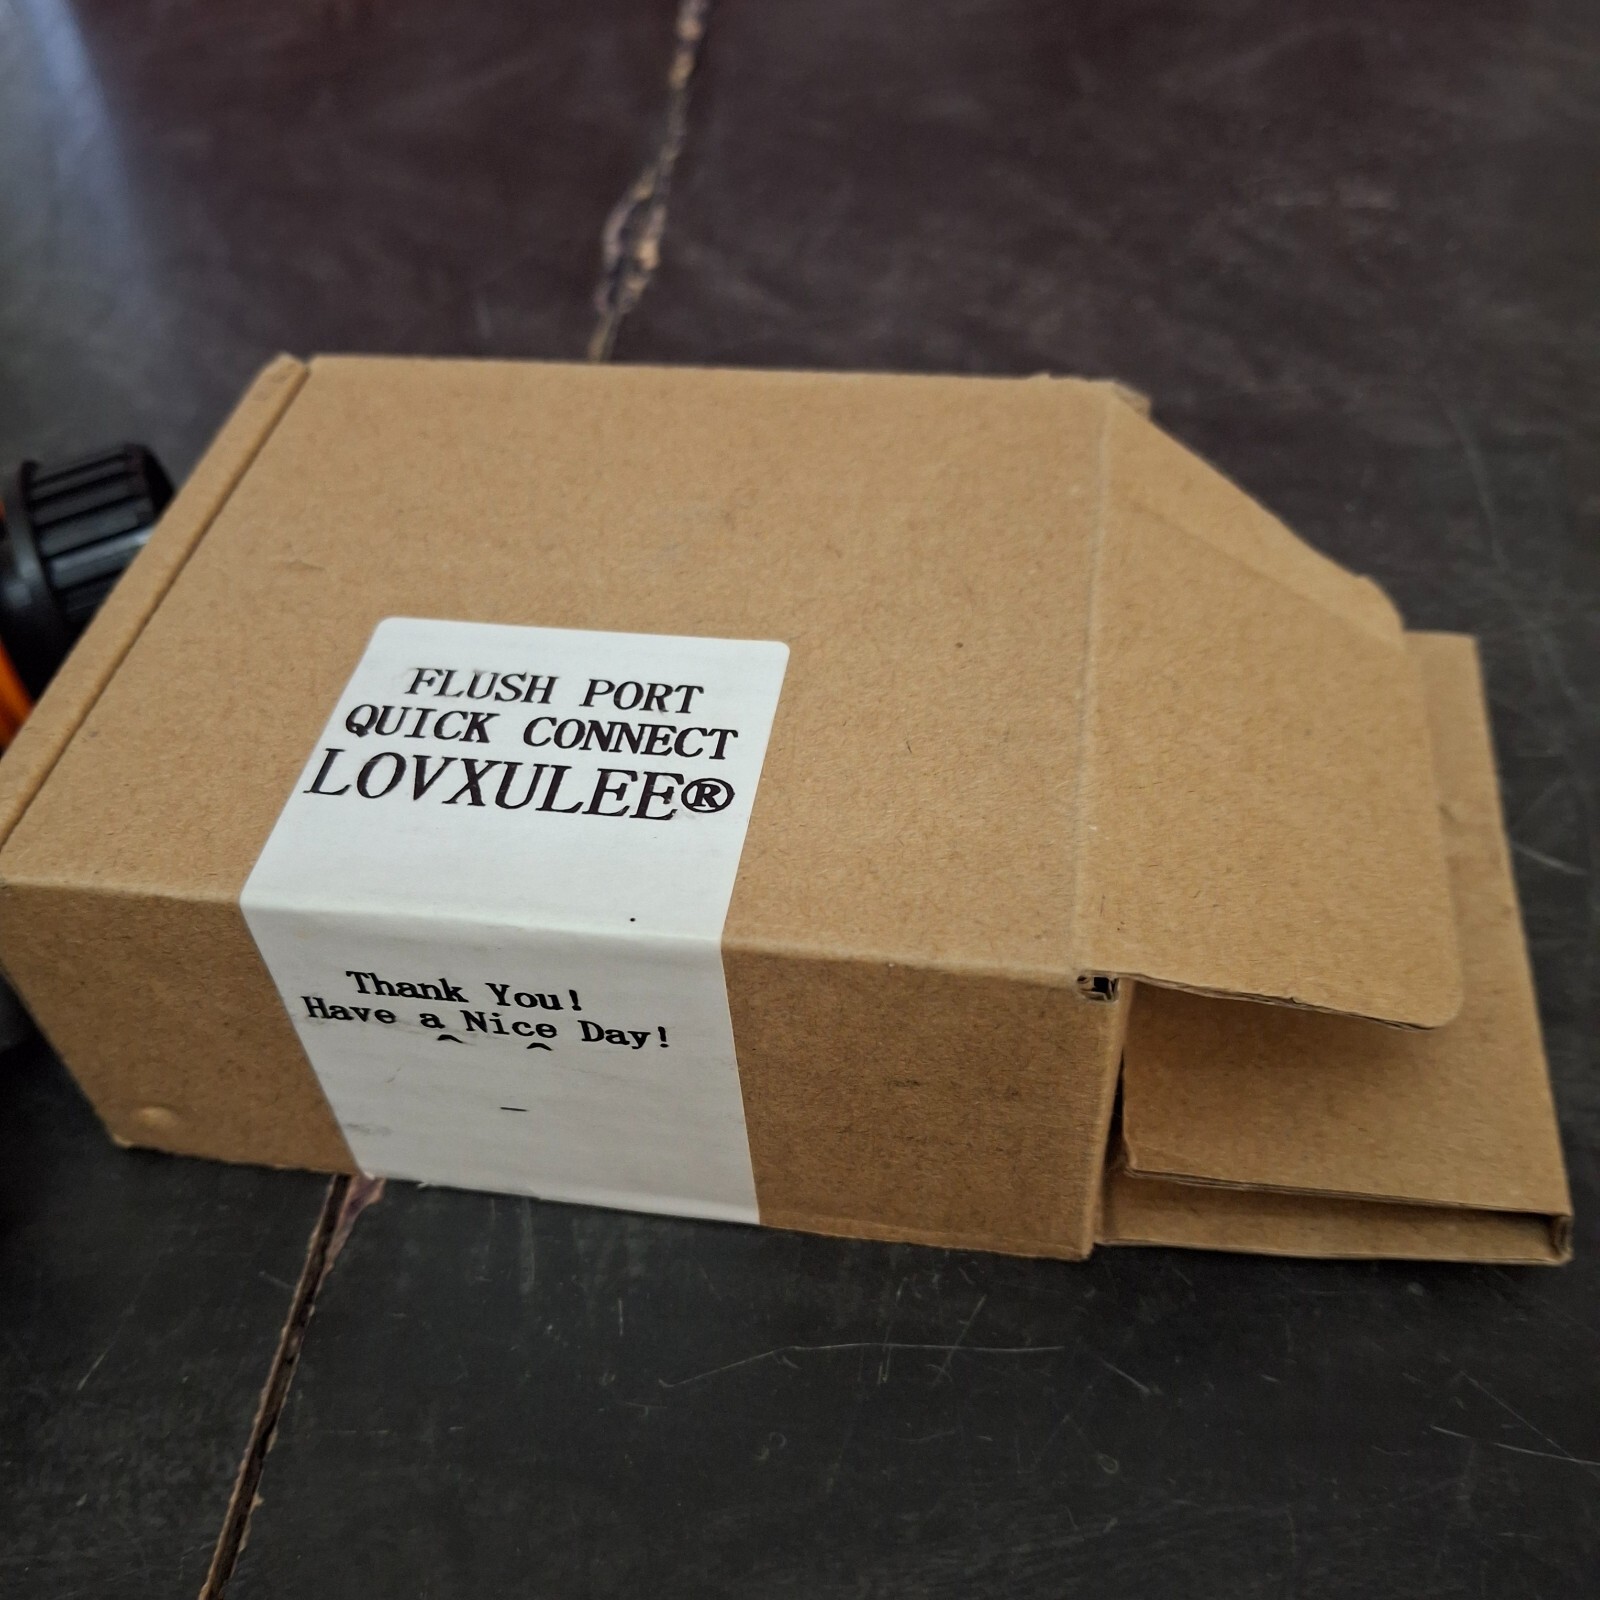 FLUSH PORT
QUICK CONNECT
LOVXULEE®
Thank You!
Have a Nice Day!
^ ^
_